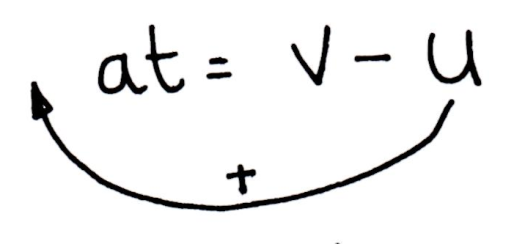 at = v - u
+